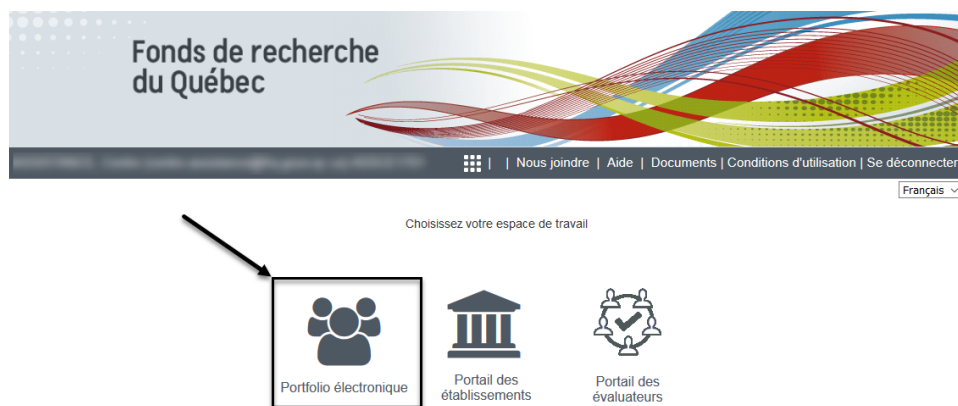 Fonds de recherche
du Québec
| | Nous joindre | Aide | Documents | Conditions d'utilisation | Se déconnecter
Français
Choisissez votre espace de travail
Portfolio électronique
Portail des
établissements
Portail des
évaluateurs